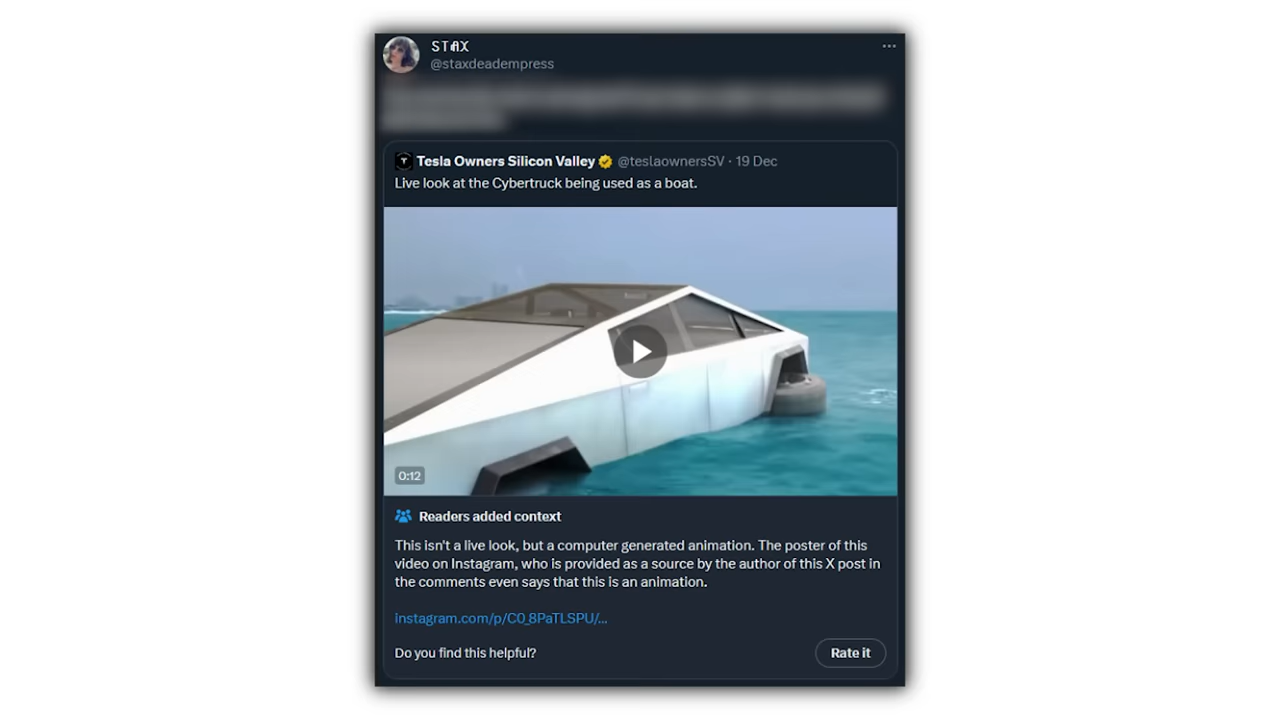 STAX
@staxdeadempress
Tesla Owners Silicon Valley @teslaownersSV · 19 Dec
Live look at the Cybertruck being used as a boat.
0:12
Readers added context
This isn't a live look, but a computer generated animation. The poster of this
video on Instagram, who is provided as a source by the author of this X post in
the comments even says that this is an animation.
instagram.com/p/C0_8PaTLSPU/...
Do you find this helpful?
Rate it